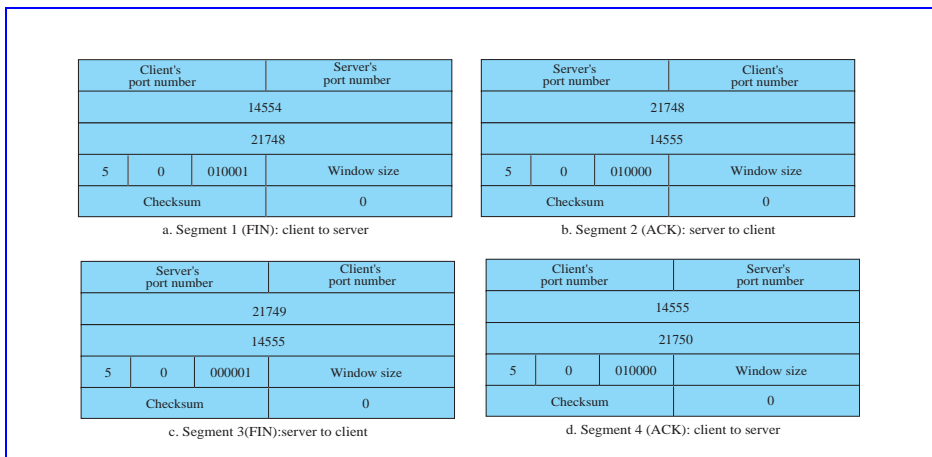 Client's port number Server's port number
14554
21748
5 0 010001 Window size
Checksum 0
a. Segment 1 (FIN): client to server
Server's port number Client's port number
21748
14555
5 0 010000 Window size
Checksum 0
b. Segment 2 (ACK): server to client
Server's port number Client's port number
21749
14555
5 0 000001 Window size
Checksum 0
c. Segment 3(FIN):server to client
Client's port number Server's port number
14555
21750
5 0 010000 Window size
Checksum 0
d. Segment 4 (ACK): client to server